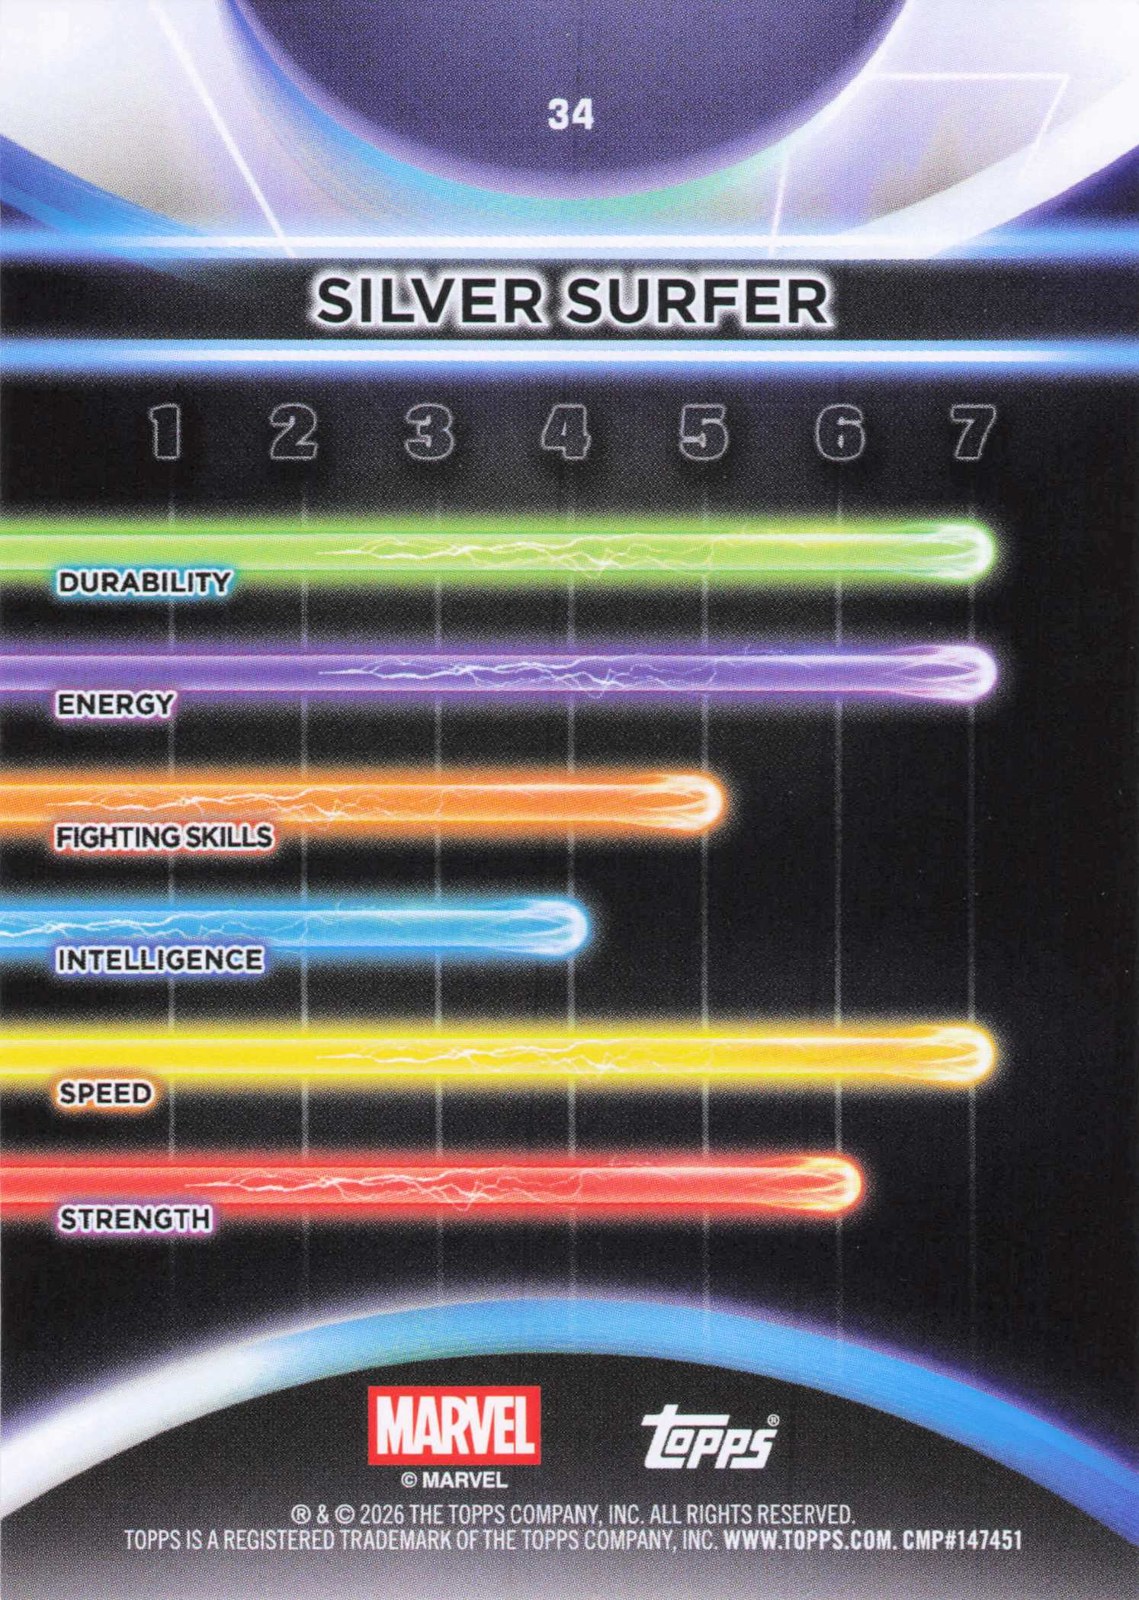 34
SILVER SURFER
1 2 3 4 5 6 7
DURABILITY
ENERGY
FIGHTING SKILLS
INTELLIGENCE
SPEED
STRENGTH
MARVEL
© MARVEL
topps®
® & © 2026 THE TOPPS COMPANY, INC. ALL RIGHTS RESERVED.
TOPPS IS A REGISTERED TRADEMARK OF THE TOPPS COMPANY, INC. WWW.TOPPS.COM. CMP#147451